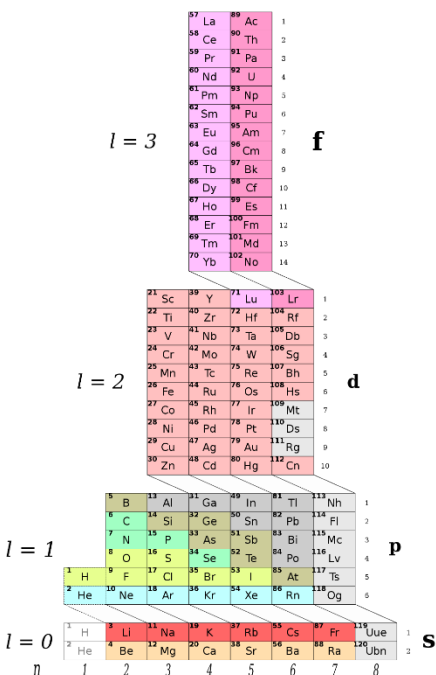 57 La 89 Ac 1
58 Ce 90 Th 2
59 Pr 91 Pa 3
60 Nd 92 U 4
61 Pm 93 Np 5
62 Sm 94 Pu 6
63 Eu 95 Am 7
l = 3 f
64 Gd 96 Cm 8
65 Tb 97 Bk 9
66 Dy 98 Cf 10
67 Ho 99 Es 11
68 Er 100 Fm 12
69 Tm 101 Md 13
70 Yb 102 No 14
21 Sc 39 Y 71 Lu 103 Lr 1
22 Ti 40 Zr 72 Hf 104 Rf 2
23 V 41 Nb 73 Ta 105 Db 3
24 Cr 42 Mo 74 W 106 Sg 4
25 Mn 43 Tc 75 Re 107 Bh 5
l = 2 d
26 Fe 44 Ru 76 Os 108 Hs 6
27 Co 45 Rh 77 Ir 109 Mt 7
28 Ni 46 Pd 78 Pt 110 Ds 8
29 Cu 47 Ag 79 Au 111 Rg 9
30 Zn 48 Cd 80 Hg 112 Cn 10
5 B 13 Al 31 Ga 49 In 81 Tl 113 Nh 1
6 C 14 Si 32 Ge 50 Sn 82 Pb 114 Fl 2
7 N 15 P 33 As 51 Sb 83 Bi 115 Mc 3
l = 1 p
8 O 16 S 34 Se 52 Te 84 Po 116 Lv 4
1 H 9 F 17 Cl 35 Br 53 I 85 At 117 Ts 5
2 He 10 Ne 18 Ar 36 Kr 54 Xe 86 Rn 118 Og 6
1 H 3 Li 11 Na 19 K 37 Rb 55 Cs 87 Fr 119 Uue 1
l = 0 s
2 He 4 Be 12 Mg 20 Ca 38 Sr 56 Ba 88 Ra 120 Ubn 2
n 1 2 3 4 5 6 7 8